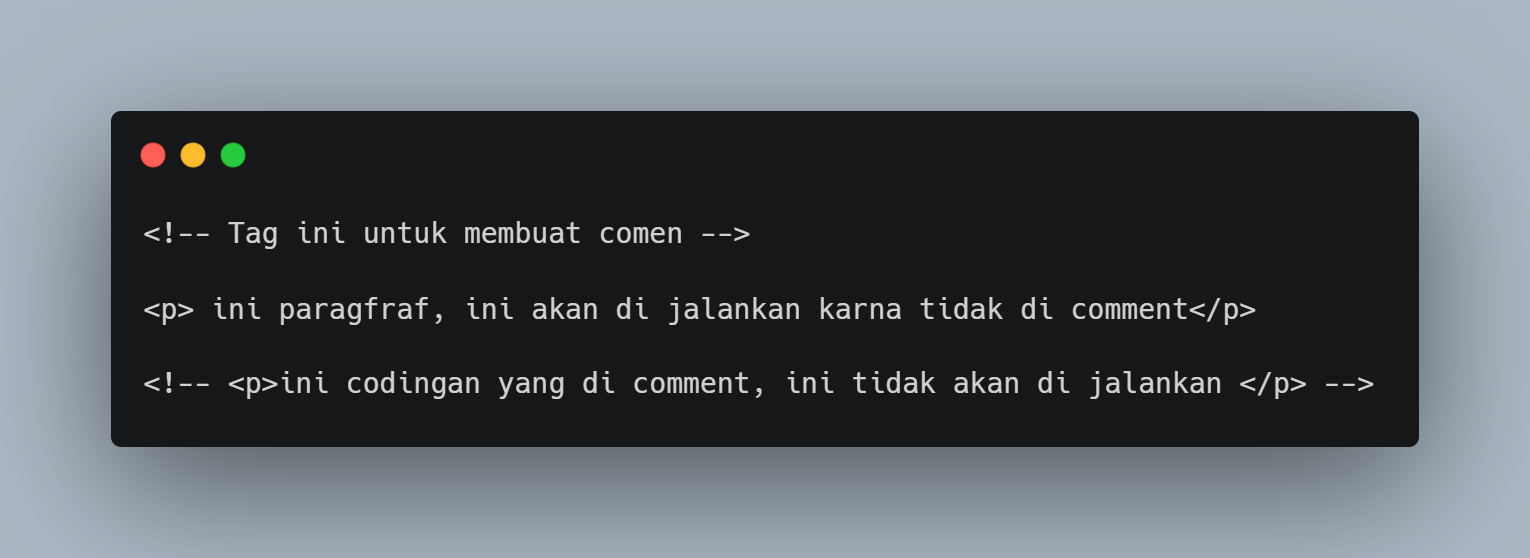 <!-- Tag ini untuk membuat comen -->
<p> ini paragfraf, ini akan di jalankan karna tidak di comment</p>
<!-- <p>ini codingan yang di comment, ini tidak akan di jalankan </p> -->